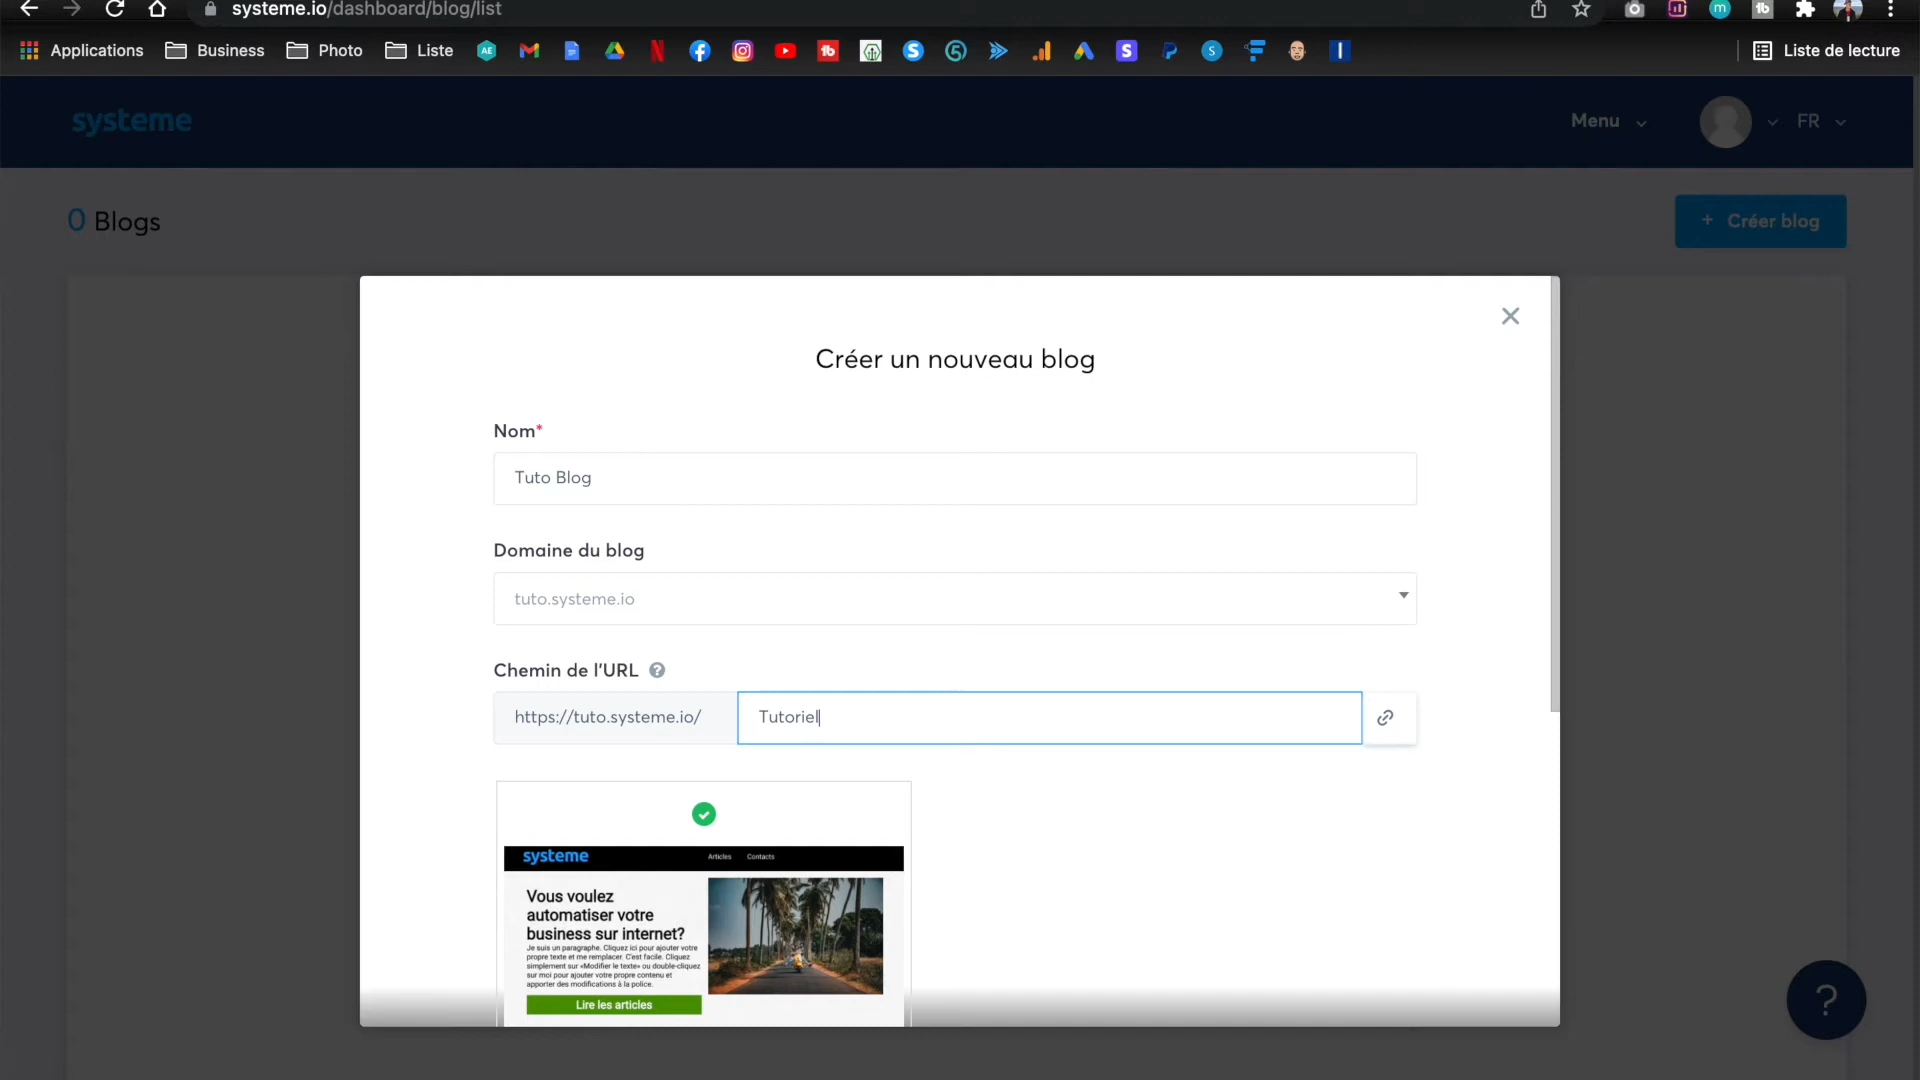 systeme.io/dashboard/blog/list
Applications Business Photo Liste Liste de lecture
systeme Menu FR
0 Blogs + Créer blog
Créer un nouveau blog
Nom*
Tuto Blog
Domaine du blog
tuto.systeme.io
Chemin de l'URL ?
https://tuto.systeme.io/ Tutoriel
systeme Articles Contacts
Vous voulez
automatiser votre
business sur internet?
Je suis un paragraphe. Cliquez ici pour ajouter votre
propre texte et me remplacer. C'est facile. Cliquez
simplement sur «Modifier le texte» ou double-cliquez
sur moi pour ajouter votre propre contenu et
apporter des modifications à la police.
Lire les articles
?